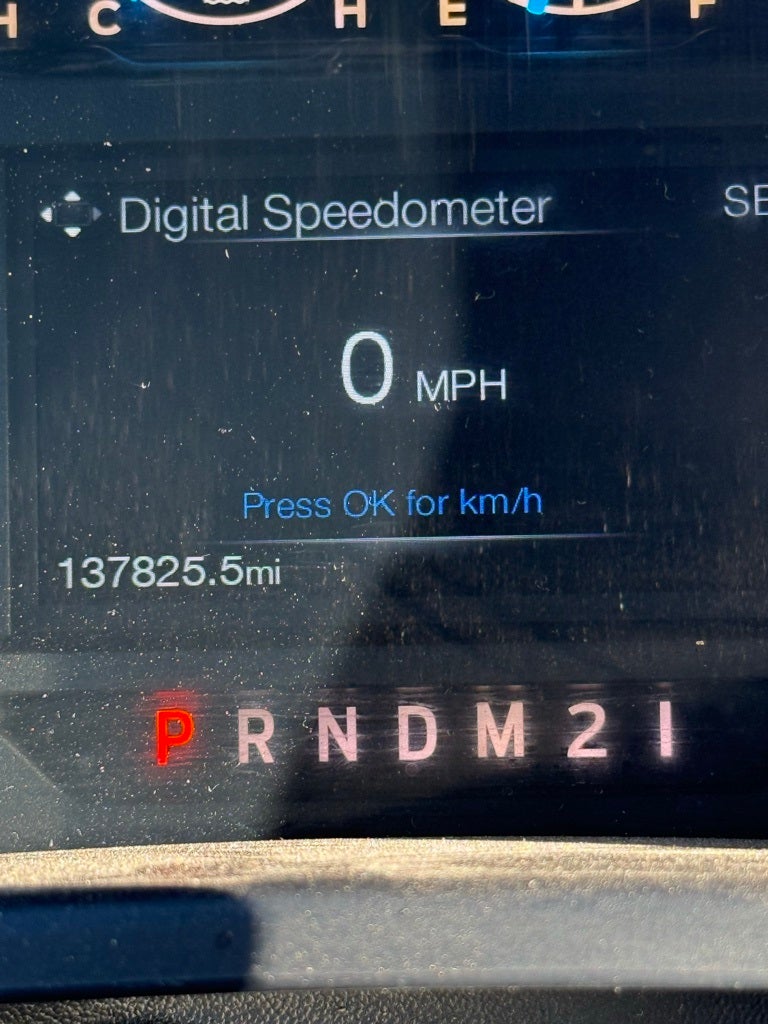 H C H E F
Digital Speedometer SE
0 MPH
Press OK for km/h
137825.5mi
P R N D M 2 1